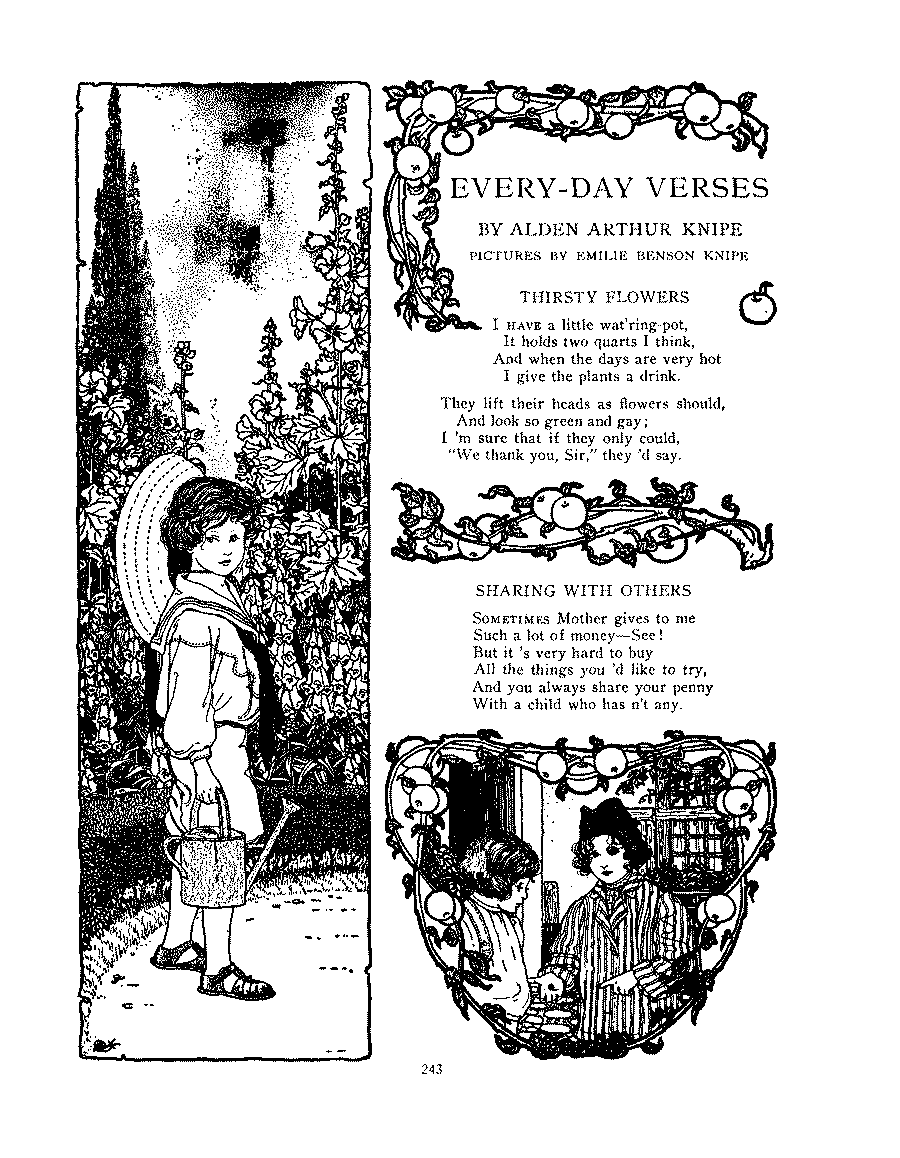 EVERY-DAY VERSES
BY ALDEN ARTHUR KNIPE
PICTURES BY EMILIE BENSON KNIPE
THIRSTY FLOWERS
I HAVE a little wat'ring-pot,
It holds two quarts I think,
And when the days are very hot
I give the plants a drink.
They lift their heads as flowers should,
And look so green and gay;
I 'm sure that if they only could,
"We thank you, Sir," they 'd say.
SHARING WITH OTHERS
SOMETIMES Mother gives to me
Such a lot of money—See!
But it 's very hard to buy
All the things you 'd like to try,
And you always share your penny
With a child who has n't any.
243